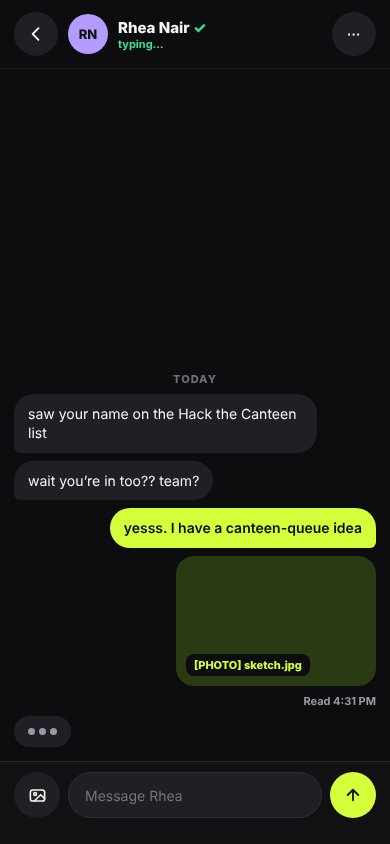 RN
Rhea Nair
typing...
TODAY
saw your name on the Hack the Canteen
list
wait you're in too?? team?
yesss. I have a canteen-queue idea
[PHOTO] sketch.jpg
Read 4:31 PM
Message Rhea